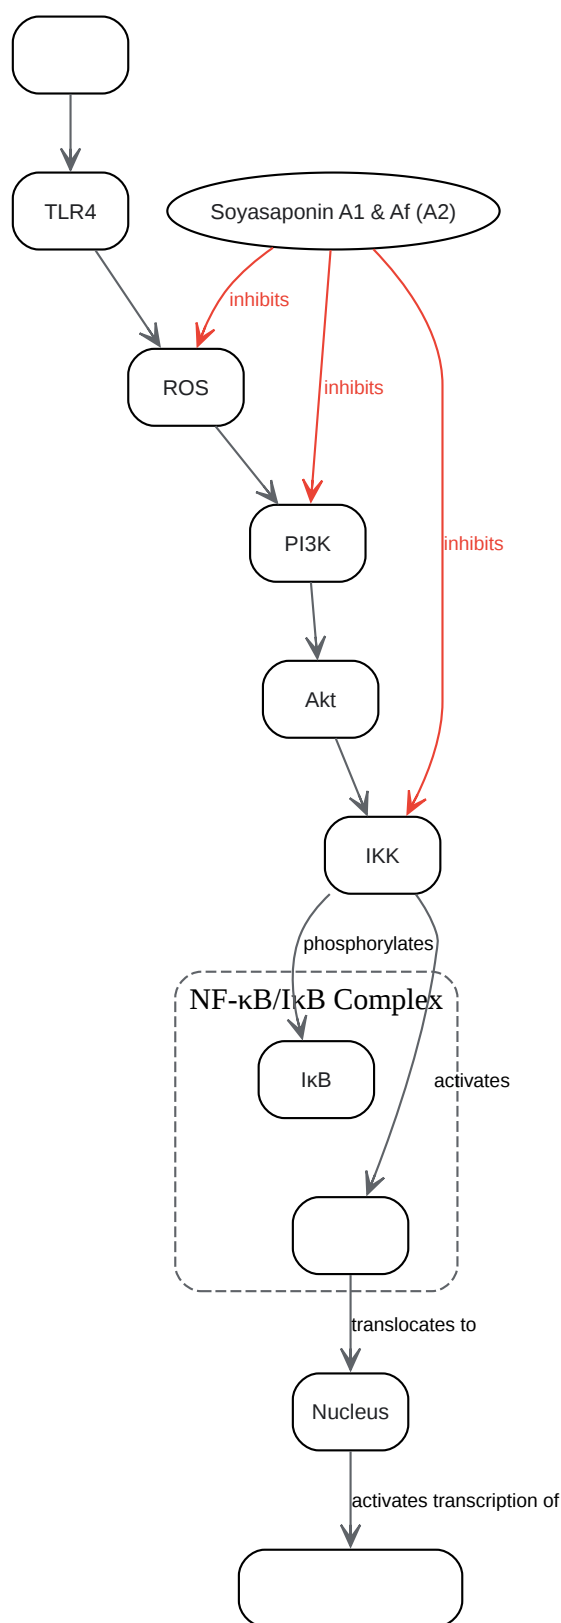 TLR4
Soyasaponin A1 & Af (A2)
inhibits
ROS
inhibits
PI3K
inhibits
Akt
IKK
phosphorylates
NF-κB/IκB Complex
IκB
activates
translocates to
Nucleus
activates transcription of